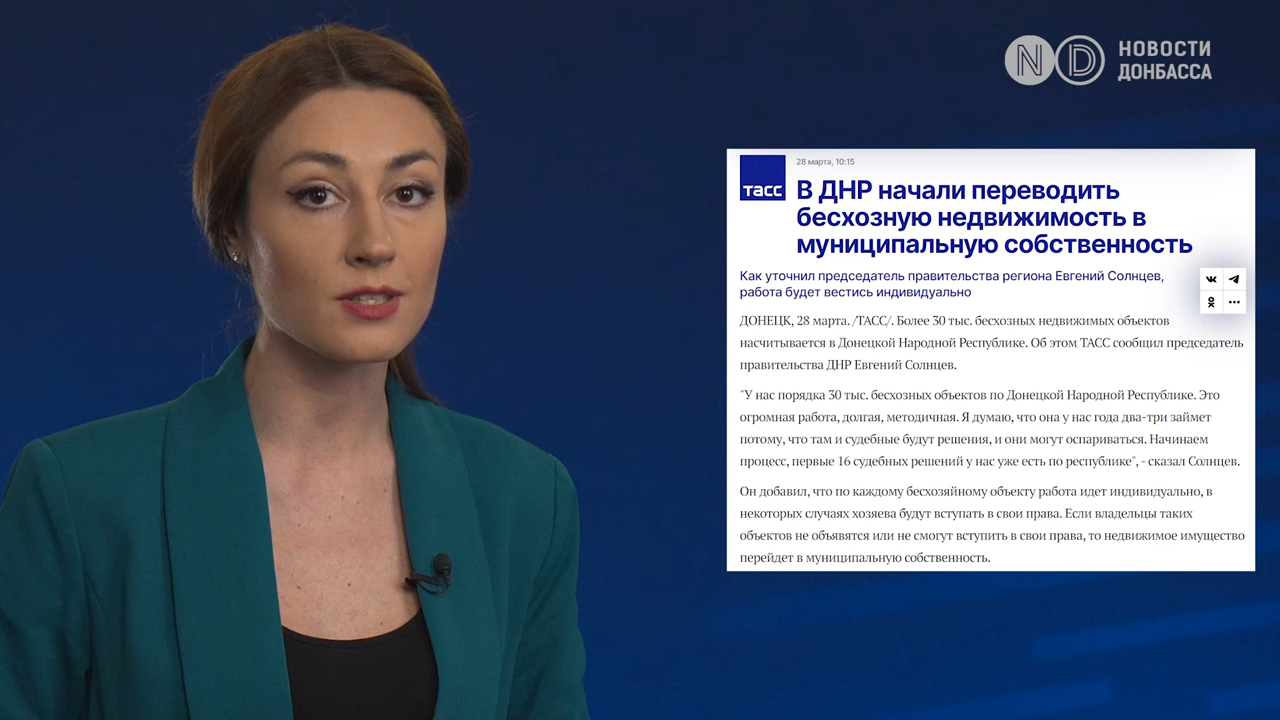 ND НОВОСТИ
ДОНБАССА
28 марта, 10:15
ТАСС
В ДНР начали переводить
бесхозную недвижимость в
муниципальную собственность
Как уточнил председатель правительства региона Евгений Солнцев,
работа будет вестись индивидуально
ДОНЕЦК, 28 марта. /ТАСС/. Более 30 тыс. бесхозных недвижимых объектов
насчитывается в Донецкой Народной Республике. Об этом ТАСС сообщил председатель
правительства ДНР Евгений Солнцев.
"У нас порядка 30 тыс. бесхозных объектов по Донецкой Народной Республике. Это
огромная работа, долгая, методичная. Я думаю, что она у нас года два-три займет
потому, что там и судебные будут решения, и они могут оспариваться. Начинаем
процесс, первые 16 судебных решений у нас уже есть по республике", - сказал Солнцев.
Он добавил, что по каждому бесхозяйному объекту работа идет индивидуально, в
некоторых случаях хозяева будут вступать в свои права. Если владельцы таких
объектов не объявятся или не смогут вступить в свои права, то недвижимое имущество
перейдет в муниципальную собственность.